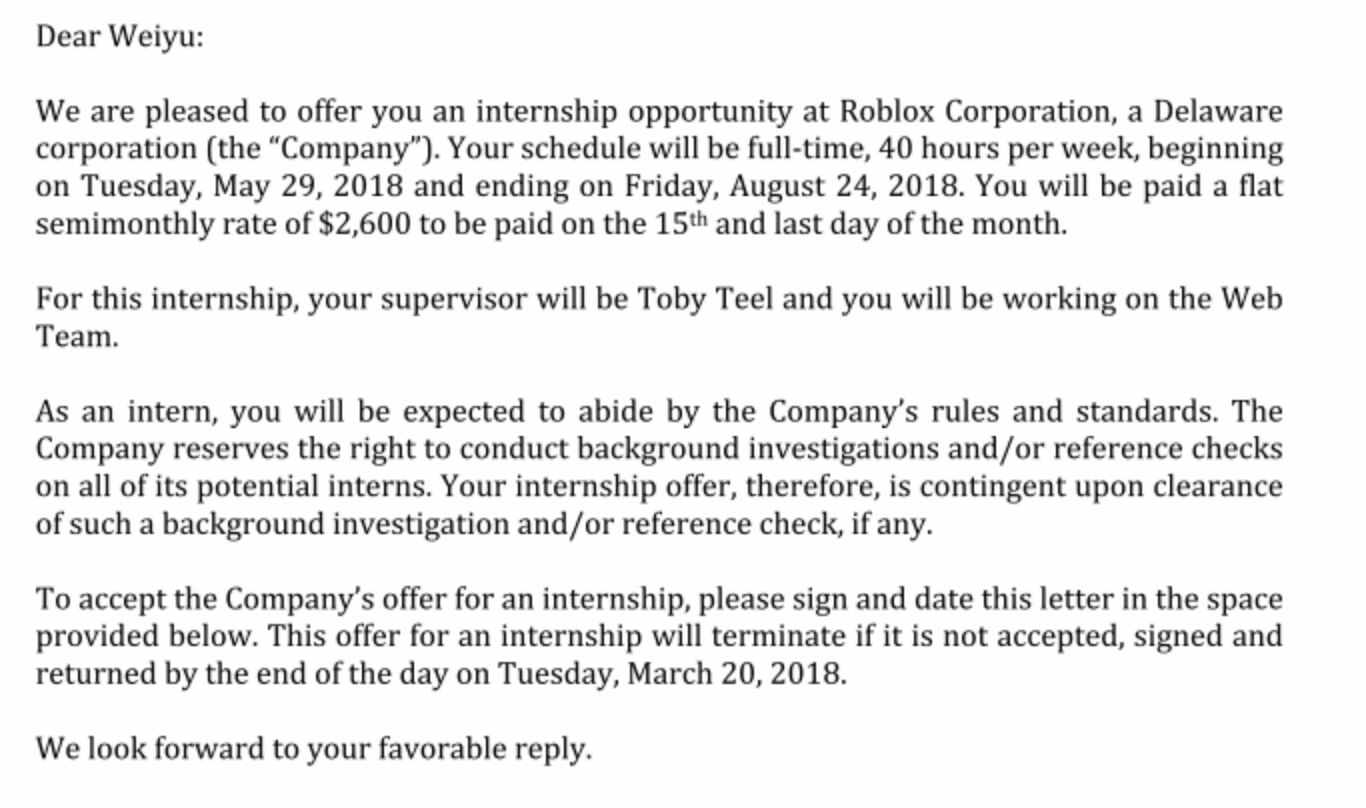 Dear Weiyu:
We are pleased to offer you an internship opportunity at Roblox Corporation, a Delaware
corporation (the “Company”). Your schedule will be full-time, 40 hours per week, beginning
on Tuesday, May 29, 2018 and ending on Friday, August 24, 2018. You will be paid a flat
semimonthly rate of $2,600 to be paid on the 15th and last day of the month.
For this internship, your supervisor will be Toby Teel and you will be working on the Web
Team.
As an intern, you will be expected to abide by the Company’s rules and standards. The
Company reserves the right to conduct background investigations and/or reference checks
on all of its potential interns. Your internship offer, therefore, is contingent upon clearance
of such a background investigation and/or reference check, if any.
To accept the Company’s offer for an internship, please sign and date this letter in the space
provided below. This offer for an internship will terminate if it is not accepted, signed and
returned by the end of the day on Tuesday, March 20, 2018.
We look forward to your favorable reply.